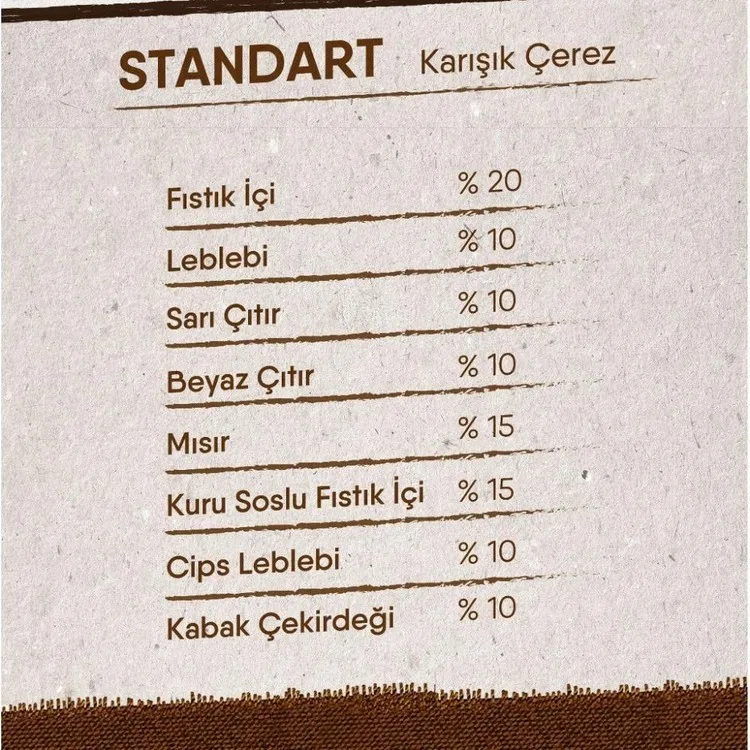 STANDART Karışık Çerez
Fıstık İçi % 20
Leblebi % 10
Sarı Çıtır % 10
Beyaz Çıtır % 10
Mısır % 15
Kuru Soslu Fıstık İçi % 15
Cips Leblebi % 10
Kabak Çekirdeği % 10